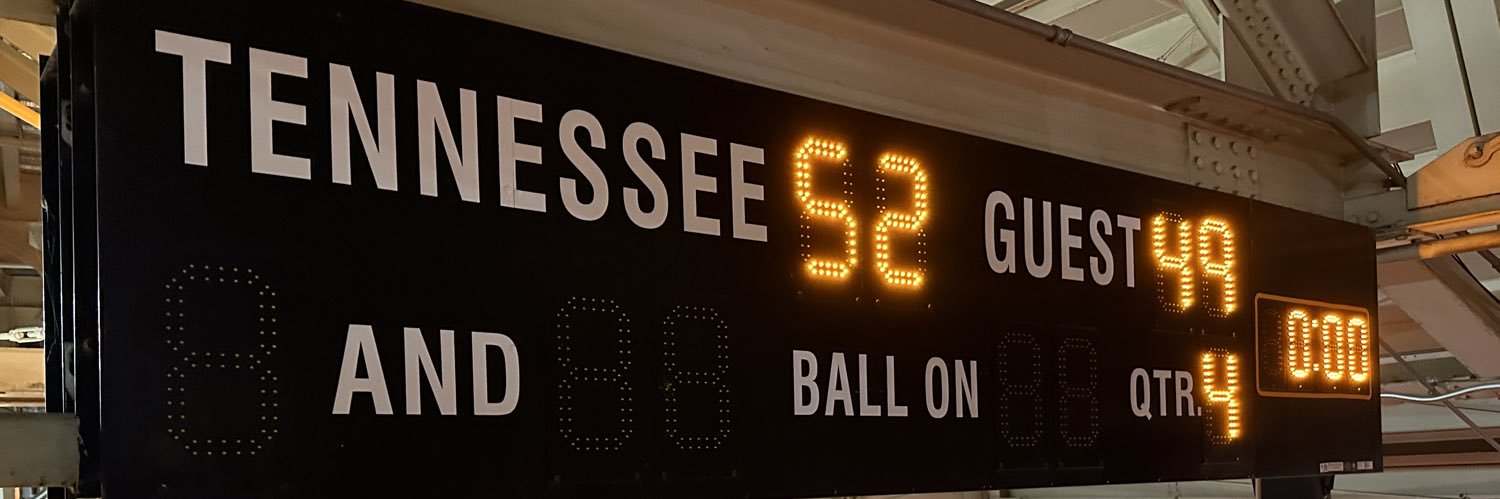 TENNESSEE 52 GUEST 49
0:00
AND BALL ON QTR. 4